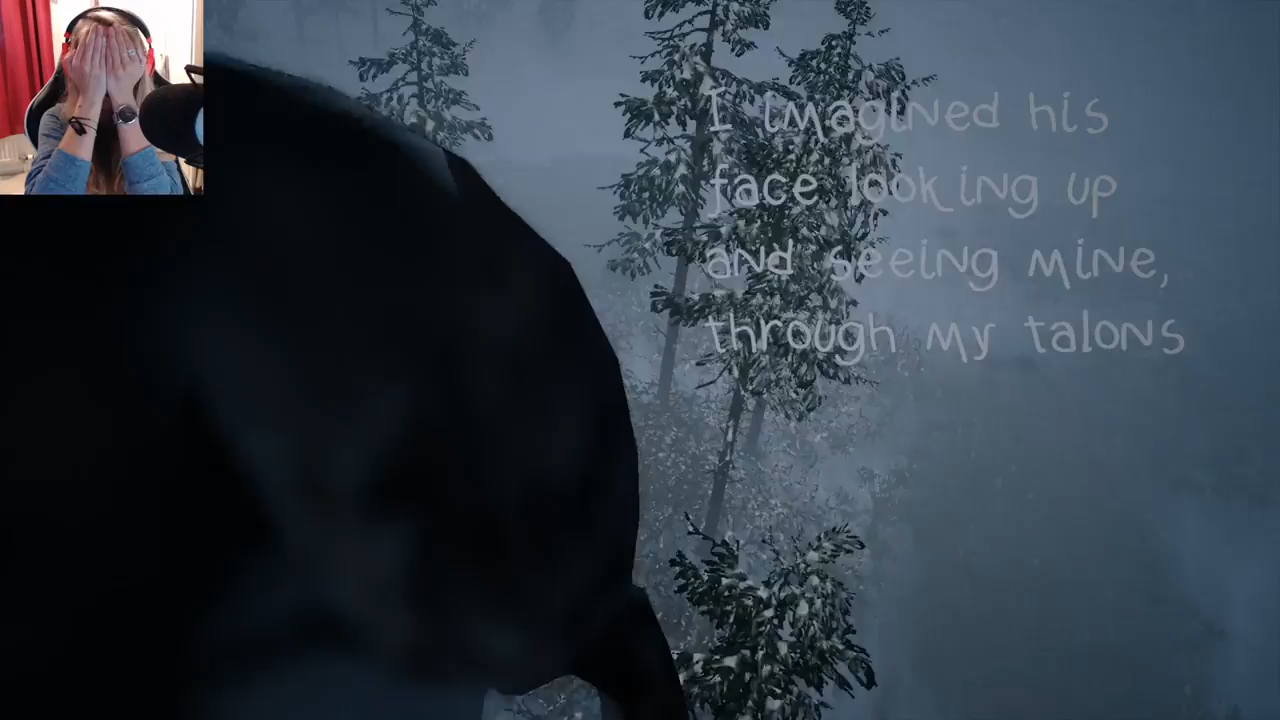 I imagined his
face looking up
and seeing mine,
through my talons